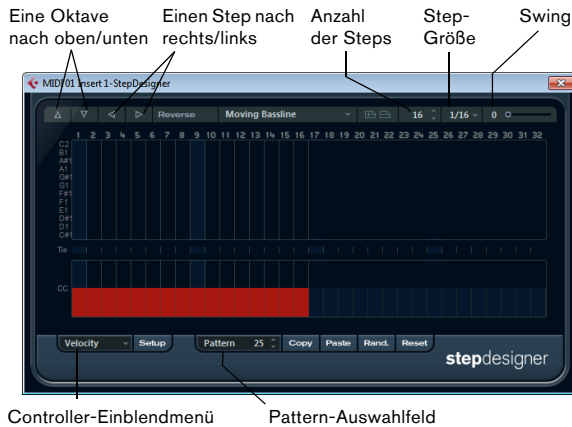 Eine Oktave nach oben/unten
Einen Step nach rechts/links
Anzahl der Steps
Step-Größe
Swing
MIDI 01 Insert 1-StepDesigner
Reverse Moving Bassline 16 1/16 0
1 2 3 4 5 6 7 8 9 10 11 12 13 14 15 16 17 18 19 20 21 22 23 24 25 26 27 28 29 30 31 32
C2
B1
A#1
A1
G#1
G1
F#1
F1
E1
D#1
D1
C#1
Tie
CC
Velocity Setup Pattern 25 Copy Paste Rand. Reset
stepdesigner
Controller-Einblendmenü
Pattern-Auswahlfeld